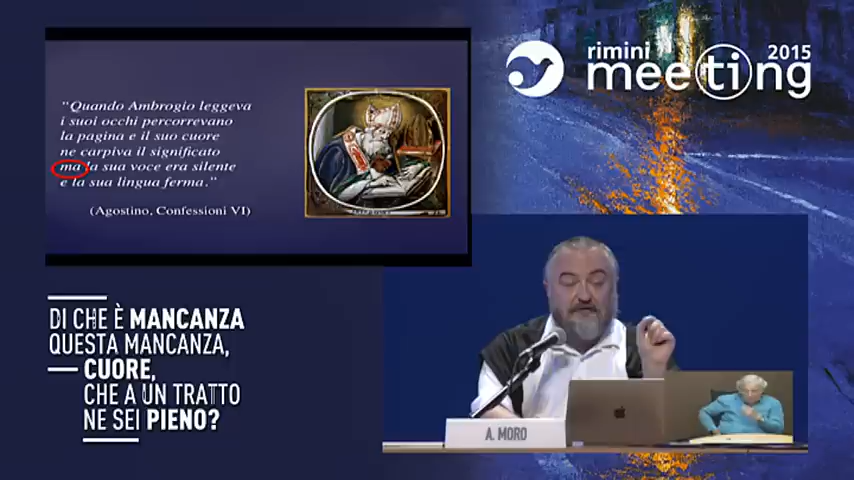 "Quando Ambrogio leggeva
i suoi occhi percorrevano
la pagina e il suo cuore
ne carpiva il significato
ma la sua voce era silente
e la sua lingua ferma."
(Agostino, Confessioni VI)
rimini 2015
meeting
DI CHE È MANCANZA
QUESTA MANCANZA,
CUORE,
CHE A UN TRATTO
NE SEI PIENO?
A. MORO